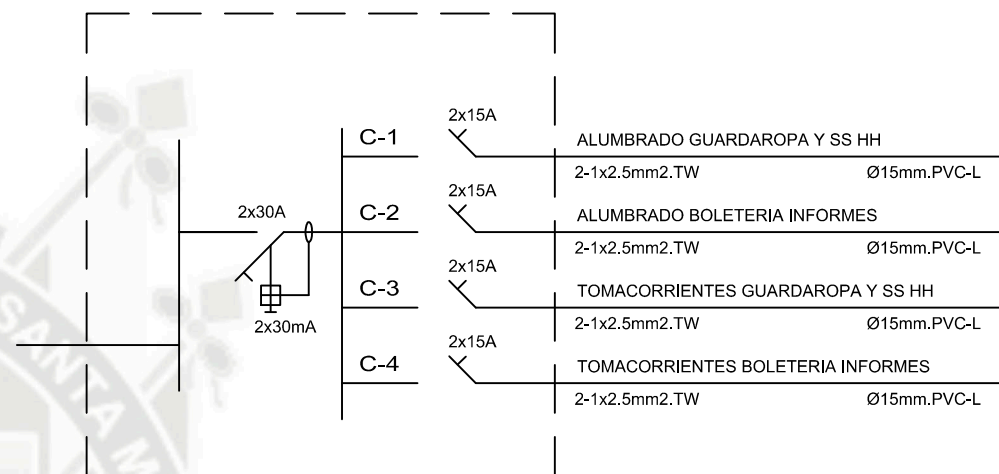 2x15A
C-1
ALUMBRADO GUARDAROPA Y SS HH
2-1x2.5mm2.TW Ø15mm.PVC-L
2x15A
C-2
ALUMBRADO BOLETERIA INFORMES
2-1x2.5mm2.TW Ø15mm.PVC-L
2x30A
2x30mA
2x15A
C-3
TOMACORRIENTES GUARDAROPA Y SS HH
2-1x2.5mm2.TW Ø15mm.PVC-L
2x15A
C-4
TOMACORRIENTES BOLETERIA INFORMES
2-1x2.5mm2.TW Ø15mm.PVC-L
SANTA M